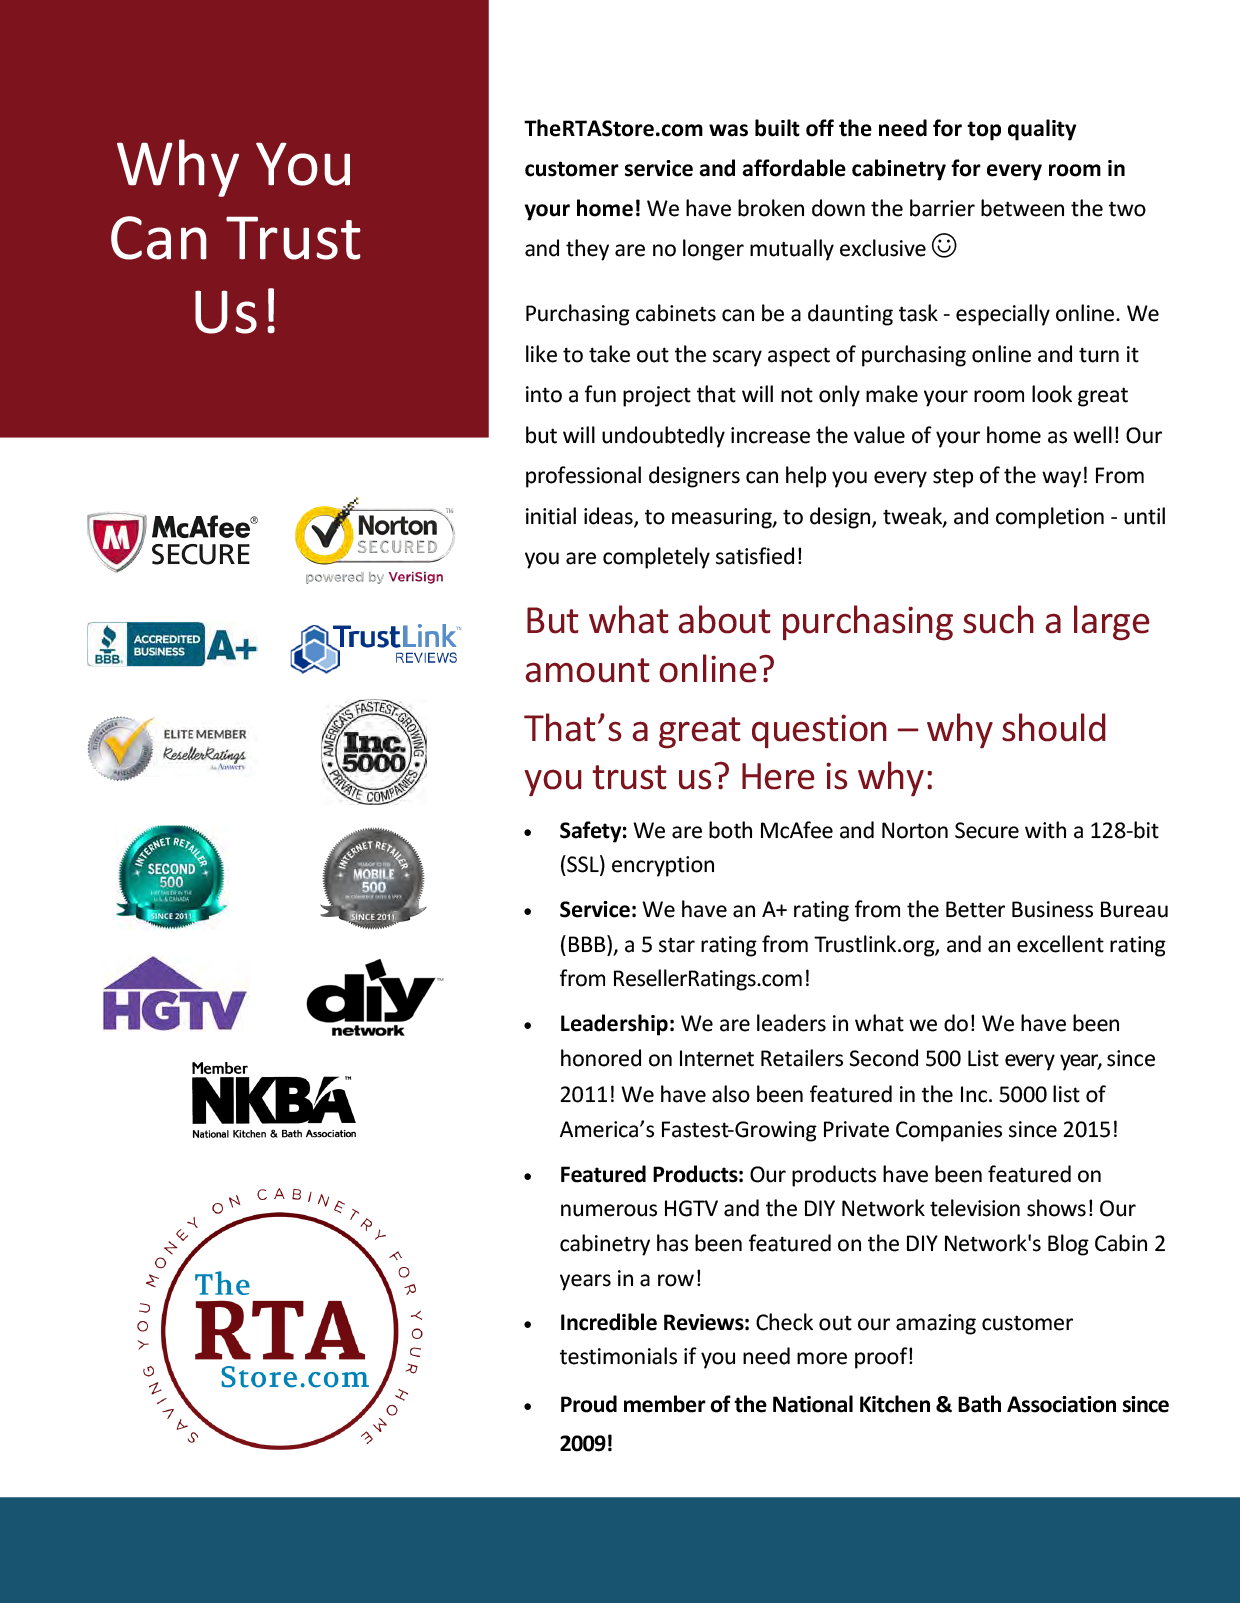 Why You
Can Trust
Us!
McAfee®
SECURE
Norton™
SECURED
powered by VeriSign
BBB.
ACCREDITED
BUSINESS
A+
TrustLink™
REVIEWS
ELITE MEMBER
ResellerRatings
Answers
AMERICA'S FASTEST-GROWING
Inc.
5000
PRIVATE COMPANIES
INTERNET RETAILER
SECOND
500
U.S. & CANADA
SINCE 2011
INTERNET RETAILER
MOBILE
500
SINCE 2011
HGTV
diy™
network
Member
NKBA™
National Kitchen & Bath Association
SAVING YOU MONEY ON CABINETRY FOR YOUR HOME
The
RTA
Store.com
TheRTAStore.com was built off the need for top quality
customer service and affordable cabinetry for every room in
your home! We have broken down the barrier between the two
and they are no longer mutually exclusive ☺
Purchasing cabinets can be a daunting task - especially online. We
like to take out the scary aspect of purchasing online and turn it
into a fun project that will not only make your room look great
but will undoubtedly increase the value of your home as well! Our
professional designers can help you every step of the way! From
initial ideas, to measuring, to design, tweak, and completion - until
you are completely satisfied!
But what about purchasing such a large
amount online?
That's a great question – why should
you trust us? Here is why:
• Safety: We are both McAfee and Norton Secure with a 128-bit
(SSL) encryption
• Service: We have an A+ rating from the Better Business Bureau
(BBB), a 5 star rating from Trustlink.org, and an excellent rating
from ResellerRatings.com!
• Leadership: We are leaders in what we do! We have been
honored on Internet Retailers Second 500 List every year, since
2011! We have also been featured in the Inc. 5000 list of
America's Fastest-Growing Private Companies since 2015!
• Featured Products: Our products have been featured on
numerous HGTV and the DIY Network television shows! Our
cabinetry has been featured on the DIY Network's Blog Cabin 2
years in a row!
• Incredible Reviews: Check out our amazing customer
testimonials if you need more proof!
• Proud member of the National Kitchen & Bath Association since
2009!